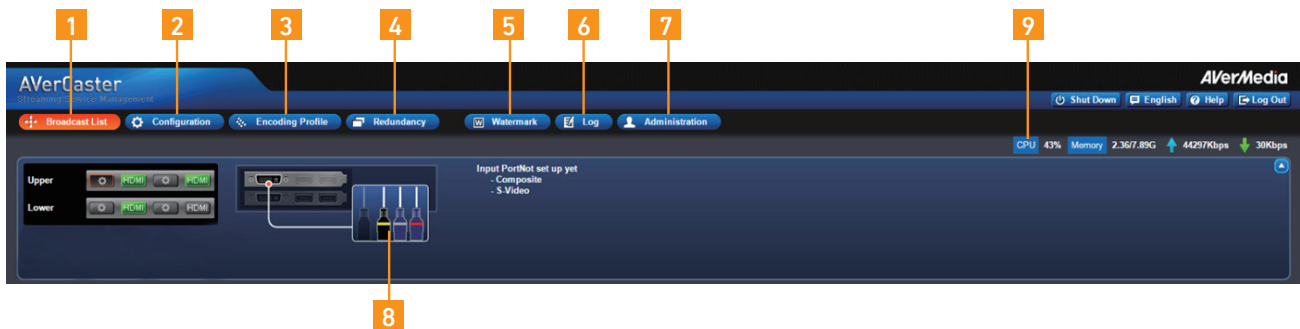 1 2 3 4 5 6 7 9
AVerCaster
Streaming Service Management
AVerMedia
Shut Down English Help Log Out
Broadcast List Configuration Encoding Profile Redundancy Watermark Log Administration
CPU 43% Memory 2.36/7.89G 44297Kbps 30Kbps
Upper HDMI HDMI
Lower HDMI HDMI
Input PortNot set up yet
- Composite
- S-Video
8